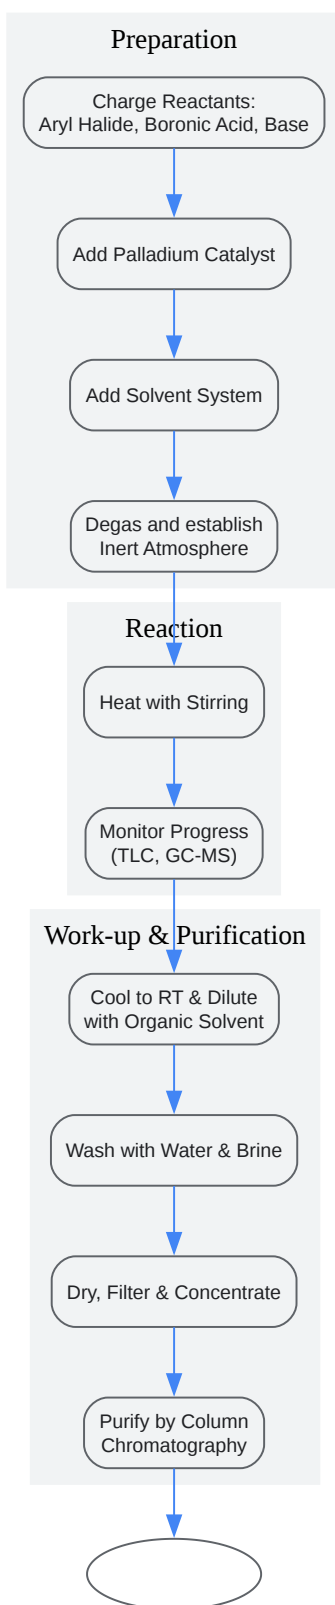 Preparation
Charge Reactants:
Aryl Halide, Boronic Acid, Base
Add Palladium Catalyst
Add Solvent System
Degas and establish
Inert Atmosphere
Reaction
Heat with Stirring
Monitor Progress
(TLC, GC-MS)
Work-up & Purification
Cool to RT & Dilute
with Organic Solvent
Wash with Water & Brine
Dry, Filter & Concentrate
Purify by Column
Chromatography